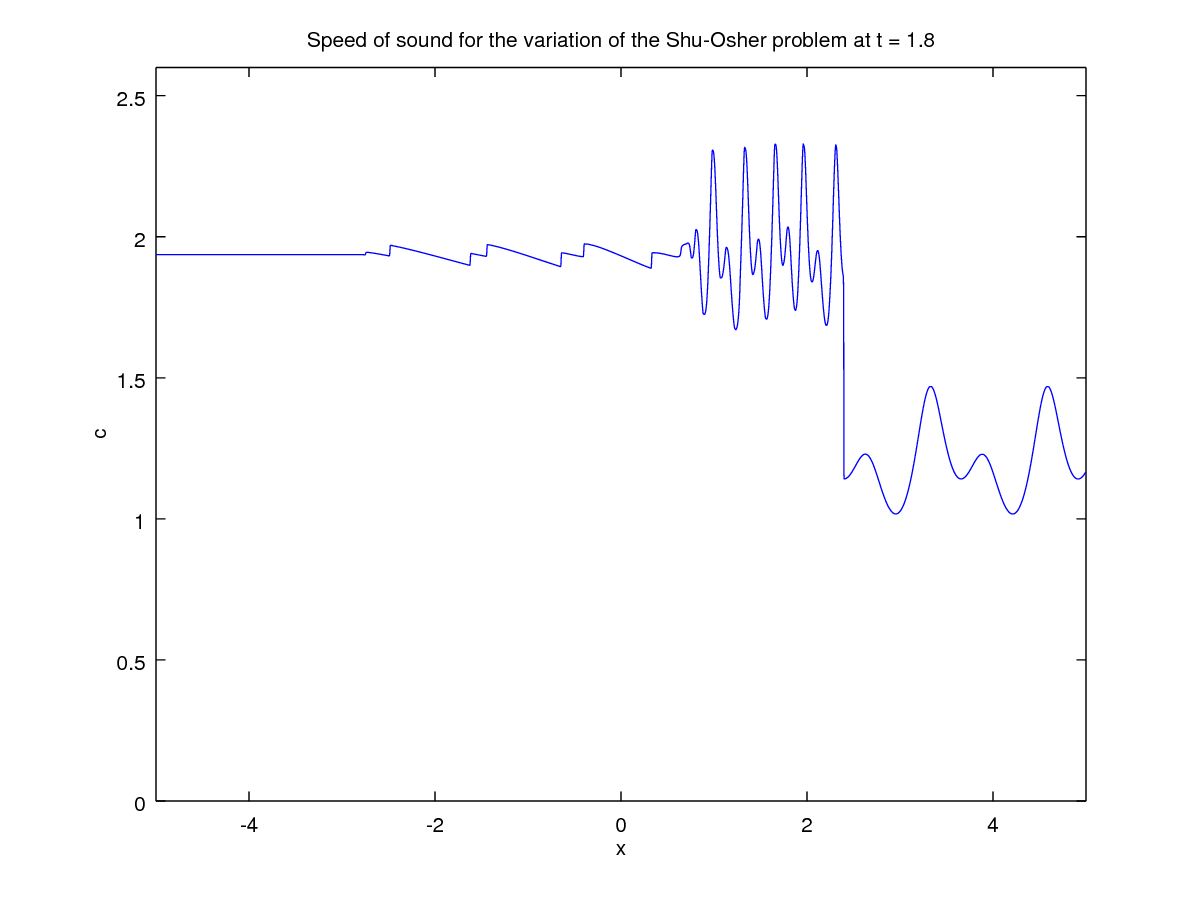 Speed of sound for the variation of the Shu-Osher problem at t = 1.8
2.5
2
1.5
1
0.5
0
c
-4 -2 0 2 4
x